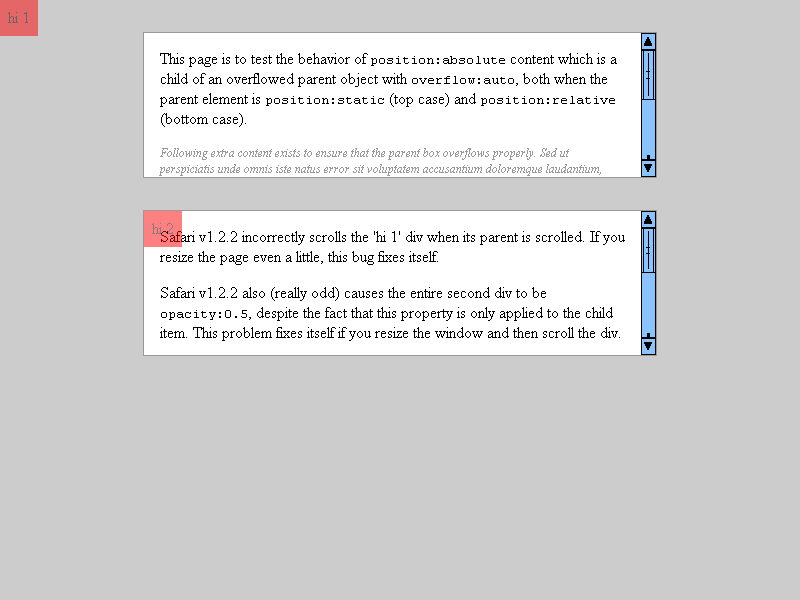 hi 1
This page is to test the behavior of position:absolute content which is a
child of an overflowed parent object with overflow:auto, both when the
parent element is position:static (top case) and position:relative
(bottom case).
Following extra content exists to ensure that the parent box overflows properly. Sed ut
perspiciatis unde omnis iste natus error sit voluptatem accusantium doloremque laudantium,
hi 2
Safari v1.2.2 incorrectly scrolls the 'hi 1' div when its parent is scrolled. If you
resize the page even a little, this bug fixes itself.
Safari v1.2.2 also (really odd) causes the entire second div to be
opacity:0.5, despite the fact that this property is only applied to the child
item. This problem fixes itself if you resize the window and then scroll the div.